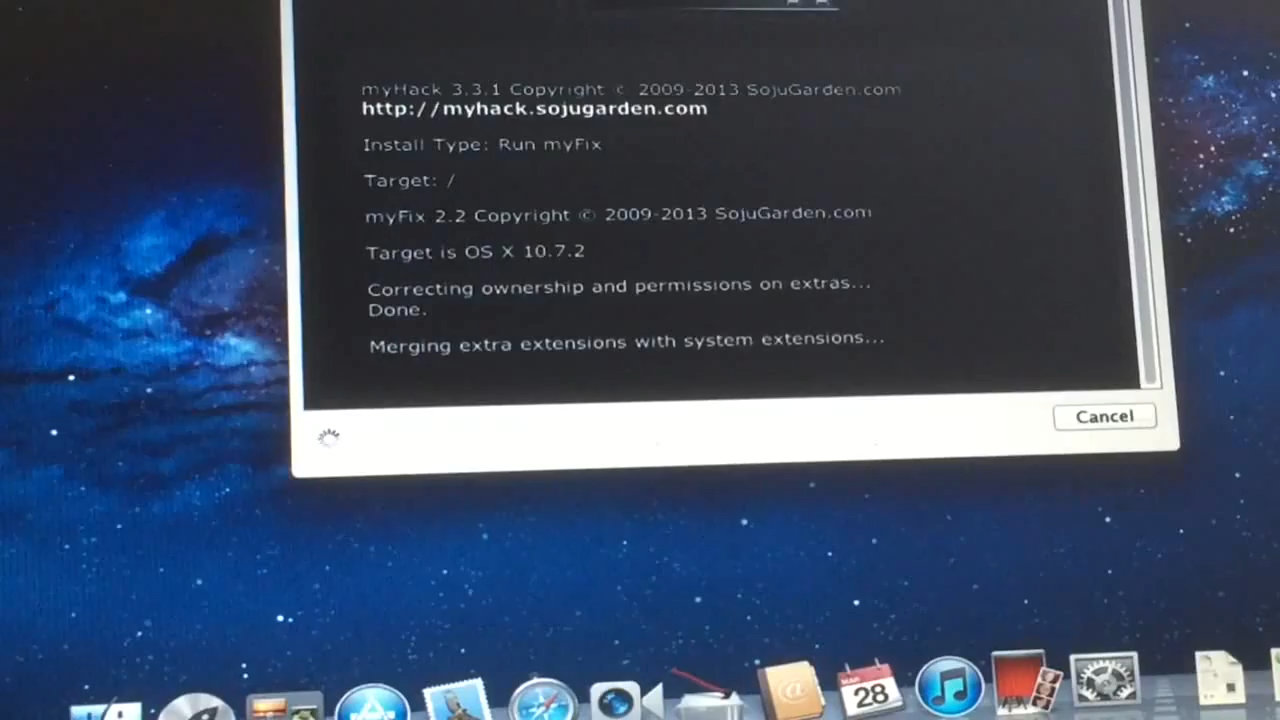 myHack 3.3.1 Copyright © 2009-2013 SojuGarden.com
http://myhack.sojugarden.com
Install Type: Run myFix
Target: /
myFix 2.2 Copyright © 2009-2013 SojuGarden.com
Target is OS X 10.7.2
Correcting ownership and permissions on extras...
Done.
Merging extra extensions with system extensions...
Cancel
MAR
28